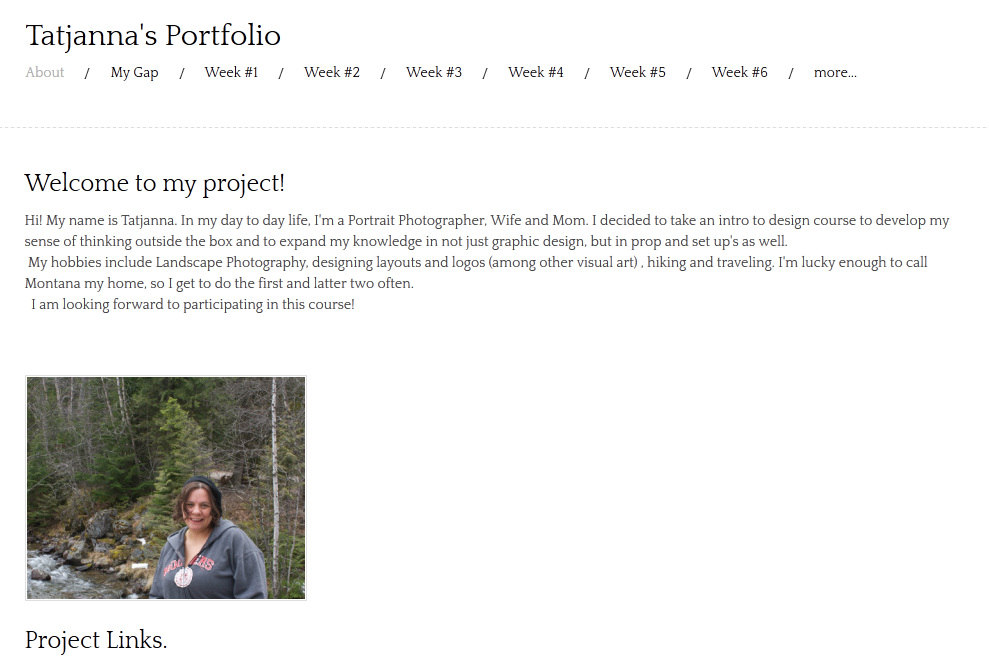 Tatjanna's Portfolio
About / My Gap / Week #1 / Week #2 / Week #3 / Week #4 / Week #5 / Week #6 / more...
Welcome to my project!
Hi! My name is Tatjanna. In my day to day life, I'm a Portrait Photographer, Wife and Mom. I decided to take an intro to design course to develop my
sense of thinking outside the box and to expand my knowledge in not just graphic design, but in prop and set up's as well.
My hobbies include Landscape Photography, designing layouts and logos (among other visual art) , hiking and traveling. I'm lucky enough to call
Montana my home, so I get to do the first and latter two often.
I am looking forward to participating in this course!
Project Links.